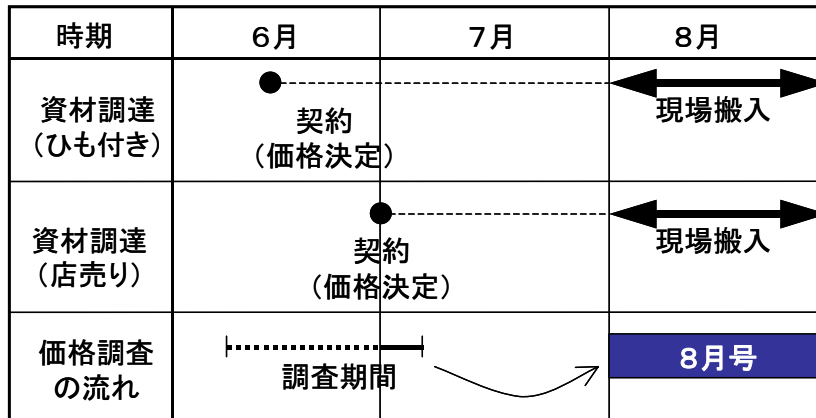 時期
6月
7月
8月
資材調達
（ひも付き）
契約
（価格決定）
現場搬入
資材調達
（店売り）
契約
（価格決定）
現場搬入
価格調査
の流れ
調査期間
8月号